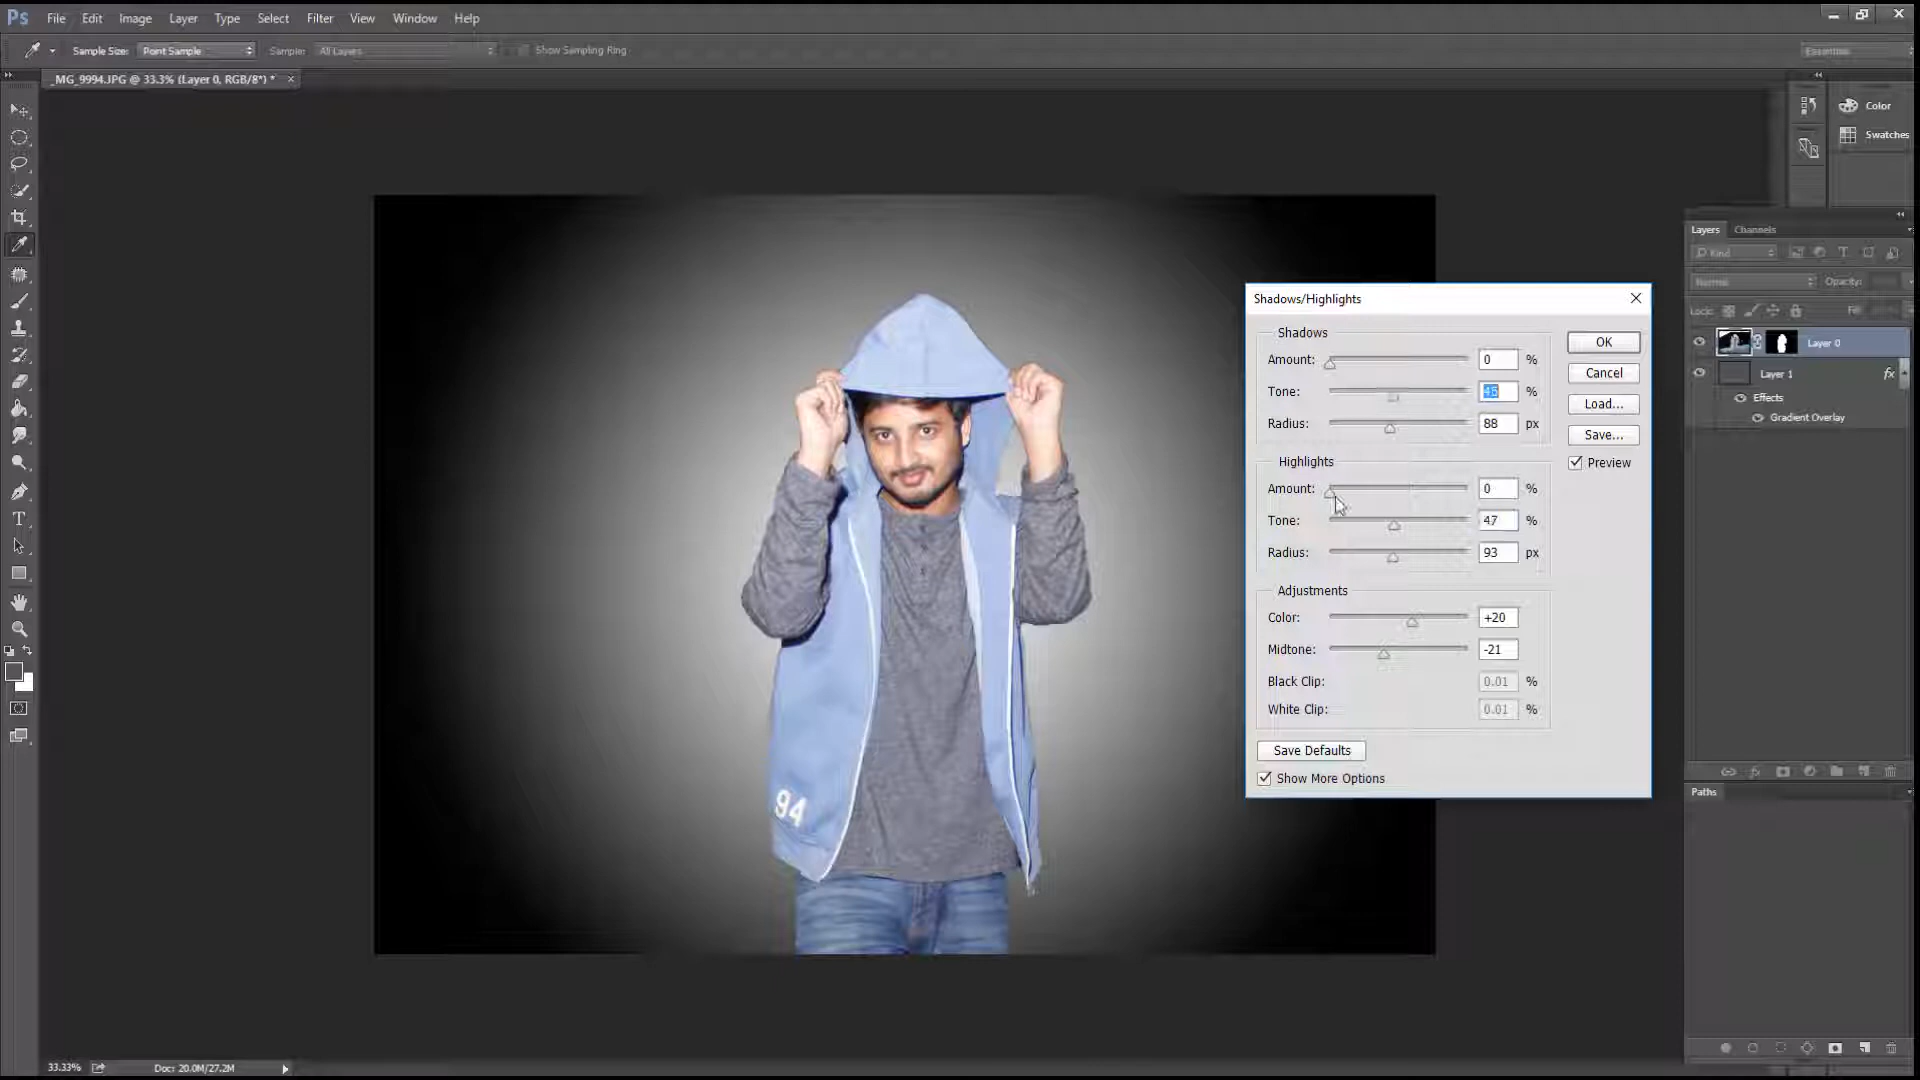 Ps File Edit Image Layer Type Select Filter View Window Help
Sample Size: Point Sample Sample: All Layers Show Sampling Ring Essentials
_MG_9994.JPG @ 33.3% (Layer 0, RGB/8*) * ×
Color
Swatches
Layers Channels
Kind
Normal Opacity:
Lock: Fill:
Layer 0
Layer 1 fx
Effects
Gradient Overlay
Paths
Shadows/Highlights
Shadows
Amount: 0 %
Tone: 45 %
Radius: 88 px
Highlights
Amount: 0 %
Tone: 47 %
Radius: 93 px
Adjustments
Color: +20
Midtone: -21
Black Clip: 0.01 %
White Clip: 0.01 %
Save Defaults
Show More Options
OK
Cancel
Load...
Save...
Preview
94
33.33% Doc: 20.0M/27.2M